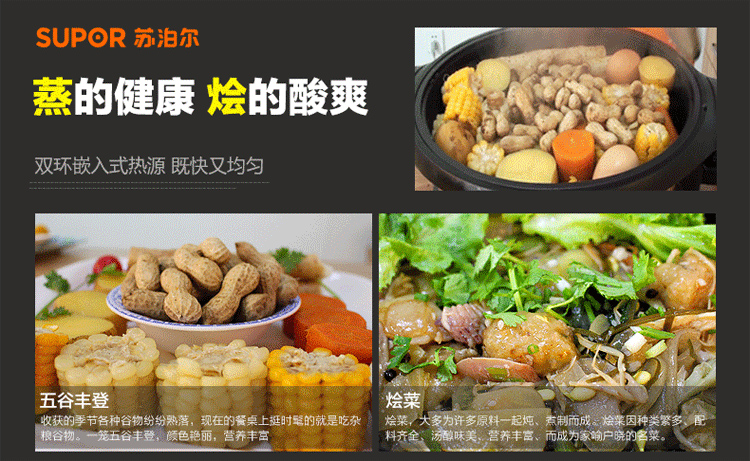 SUPOR 苏泊尔
蒸的健康 烩的酸爽
双环嵌入式热源 既快又均匀
五谷丰登
收获的季节各种谷物纷纷熟落，现在的餐桌上挺时髦的就是吃杂
粮谷物。一笼五谷丰登，颜色艳丽，营养丰富
烩菜
烩菜，大多为许多原料一起炖、煮制而成。烩菜因种类繁多、配
料齐全、汤醇味美、营养丰富、而成为家喻户晓的名菜。